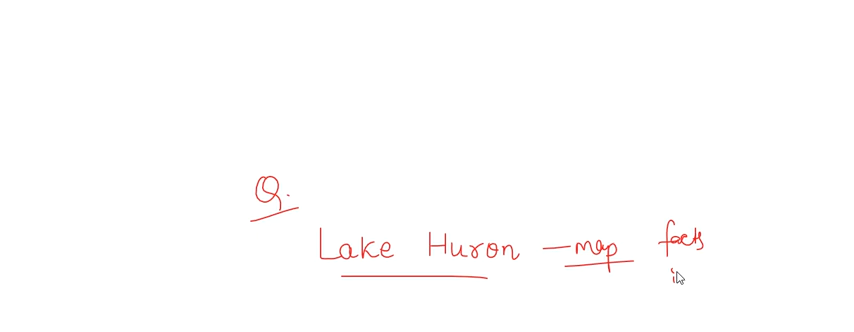 Q.
Lake Huron — map facts
i